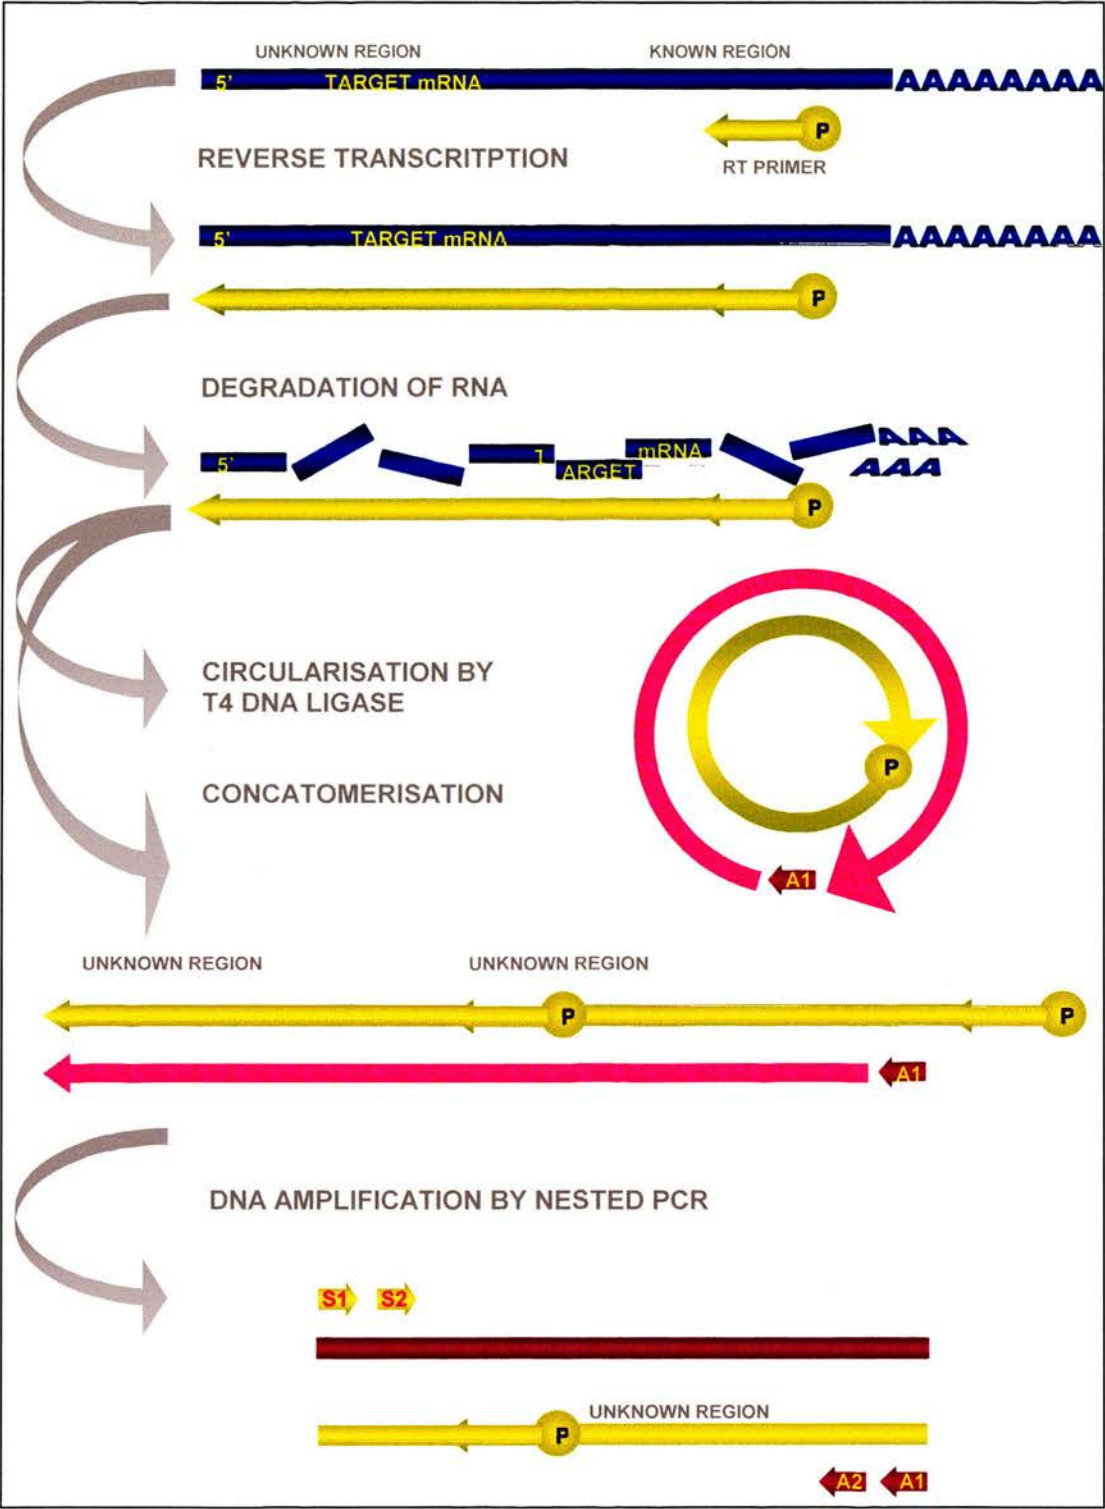 UNKNOWN REGION KNOWN REGION
5' TARGET mRNA AAAAAAAA
P
RT PRIMER
REVERSE TRANSCRITPTION
5' TARGET mRNA AAAAAAAA
P
DEGRADATION OF RNA
5' T ARGET mRNA AAA
AAA
P
CIRCULARISATION BY
T4 DNA LIGASE
P
CONCATOMERISATION
A1
UNKNOWN REGION UNKNOWN REGION
P P
A1
DNA AMPLIFICATION BY NESTED PCR
S1 S2
UNKNOWN REGION
P
A2 A1